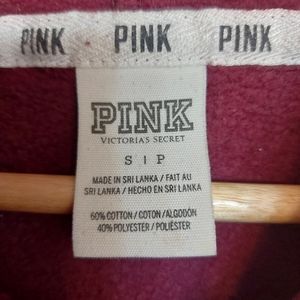 PINK PINK PINK
PINK
VICTORIA'S SECRET
S | P
MADE IN SRI LANKA / FAIT AU
SRI LANKA / HECHO EN SRI LANKA
60% COTTON / COTON / ALGODÓN
40% POLYESTER / POLIÉSTER